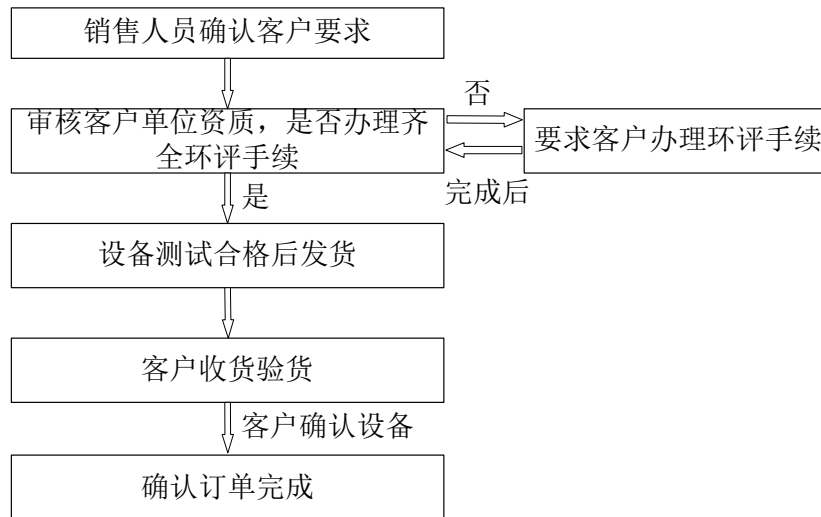 销售人员确认客户要求
否
审核客户单位资质，是否办理齐
全环评手续
要求客户办理环评手续
完成后
是
设备测试合格后发货
客户收货验货
客户确认设备
确认订单完成